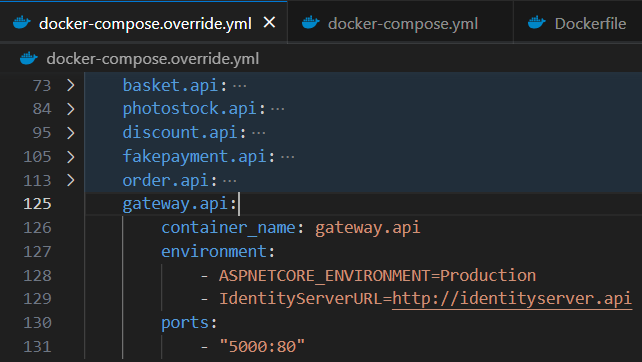 docker-compose.override.yml × docker-compose.yml Dockerfile
docker-compose.override.yml
73 > basket.api:···
84 > photostock.api:···
95 > discount.api:···
105 > fakepayment.api:···
113 > order.api:···
125 gateway.api:
126 container_name: gateway.api
127 environment:
128 - ASPNETCORE_ENVIRONMENT=Production
129 - IdentityServerURL=http://identityserver.api
130 ports:
131 - "5000:80"